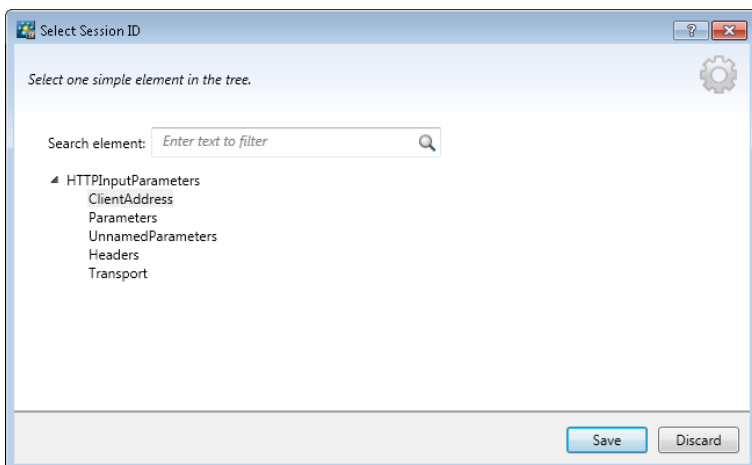 Select Session ID
?
Select one simple element in the tree.
Search element: Enter text to filter
HTTPInputParameters
ClientAddress
Parameters
UnnamedParameters
Headers
Transport
Save Discard